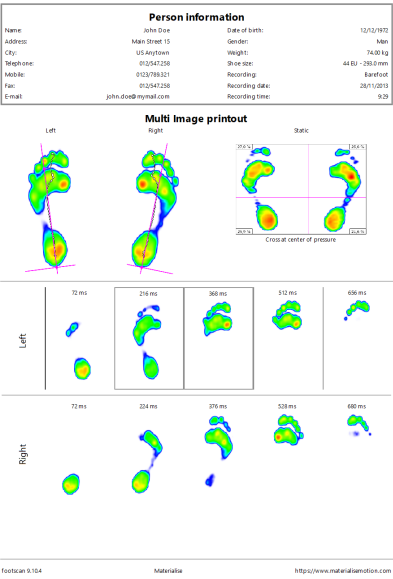 Person information
Name: John Doe Date of birth: 12/12/1972
Address: Main Street 15 Gender: Man
City: US Anytown Weight: 74.00 kg
Telephone: 012/547.258 Shoe size: 44 EU - 293.0 mm
Mobile: 0123/789.321 Recording: Barefoot
Fax: 012/547.258 Recording date: 28/11/2013
E-mail: john.doe@mymail.com Recording time: 9:29
Multi Image printout
Left Right Static
Cross at center of pressure
Left
72 ms 216 ms 368 ms 512 ms 636 ms
Right
72 ms 224 ms 376 ms 528 ms 680 ms
footscan 9.10.4 Materialise https://www.materialisemotion.com